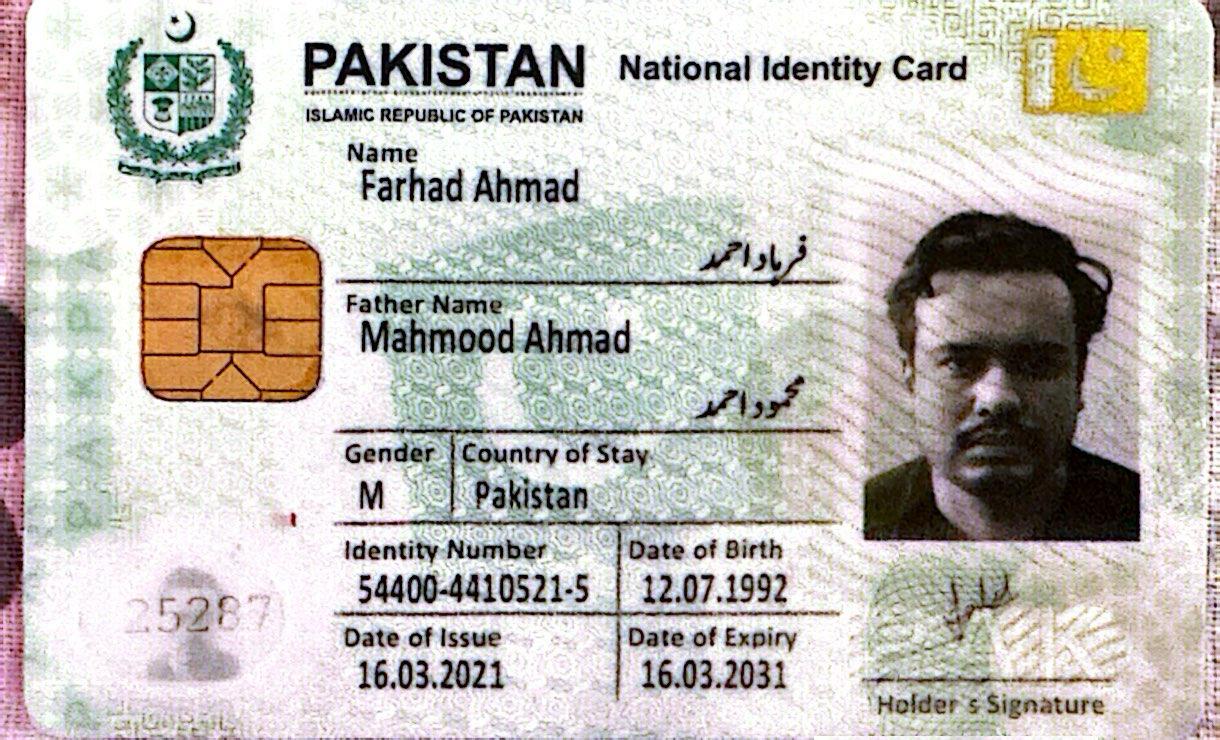 PAKISTAN National Identity Card
ISLAMIC REPUBLIC OF PAKISTAN
Name
Farhad Ahmad
فرہاد احمد
Father Name
Mahmood Ahmad
محمود احمد
Gender Country of Stay
M Pakistan
Identity Number Date of Birth
54400-4410521-5 12.07.1992
Date of Issue Date of Expiry
16.03.2021 16.03.2031
25287
Holder's Signature
PAKPA